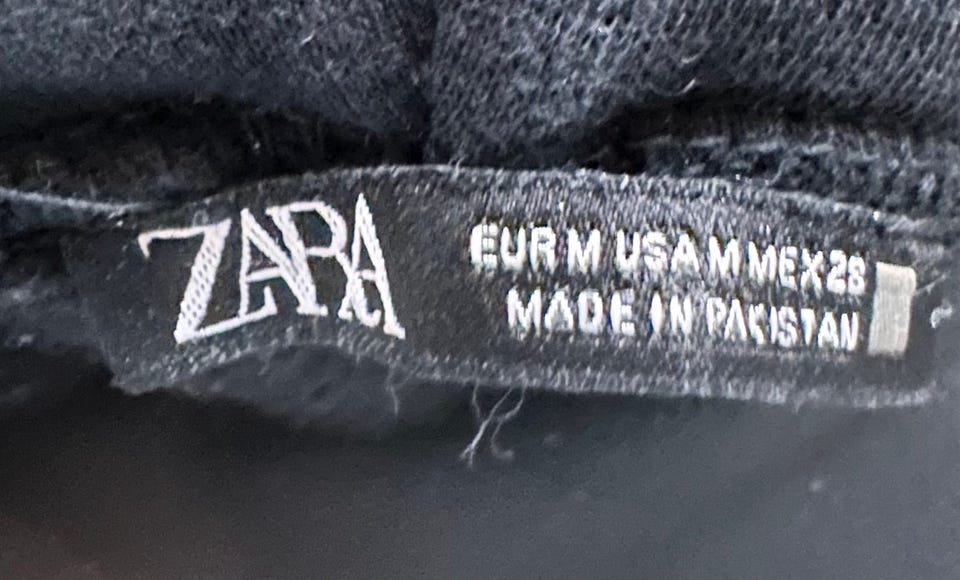 ZARA
EUR M USA M MEX 28
MADE IN PAKISTAN